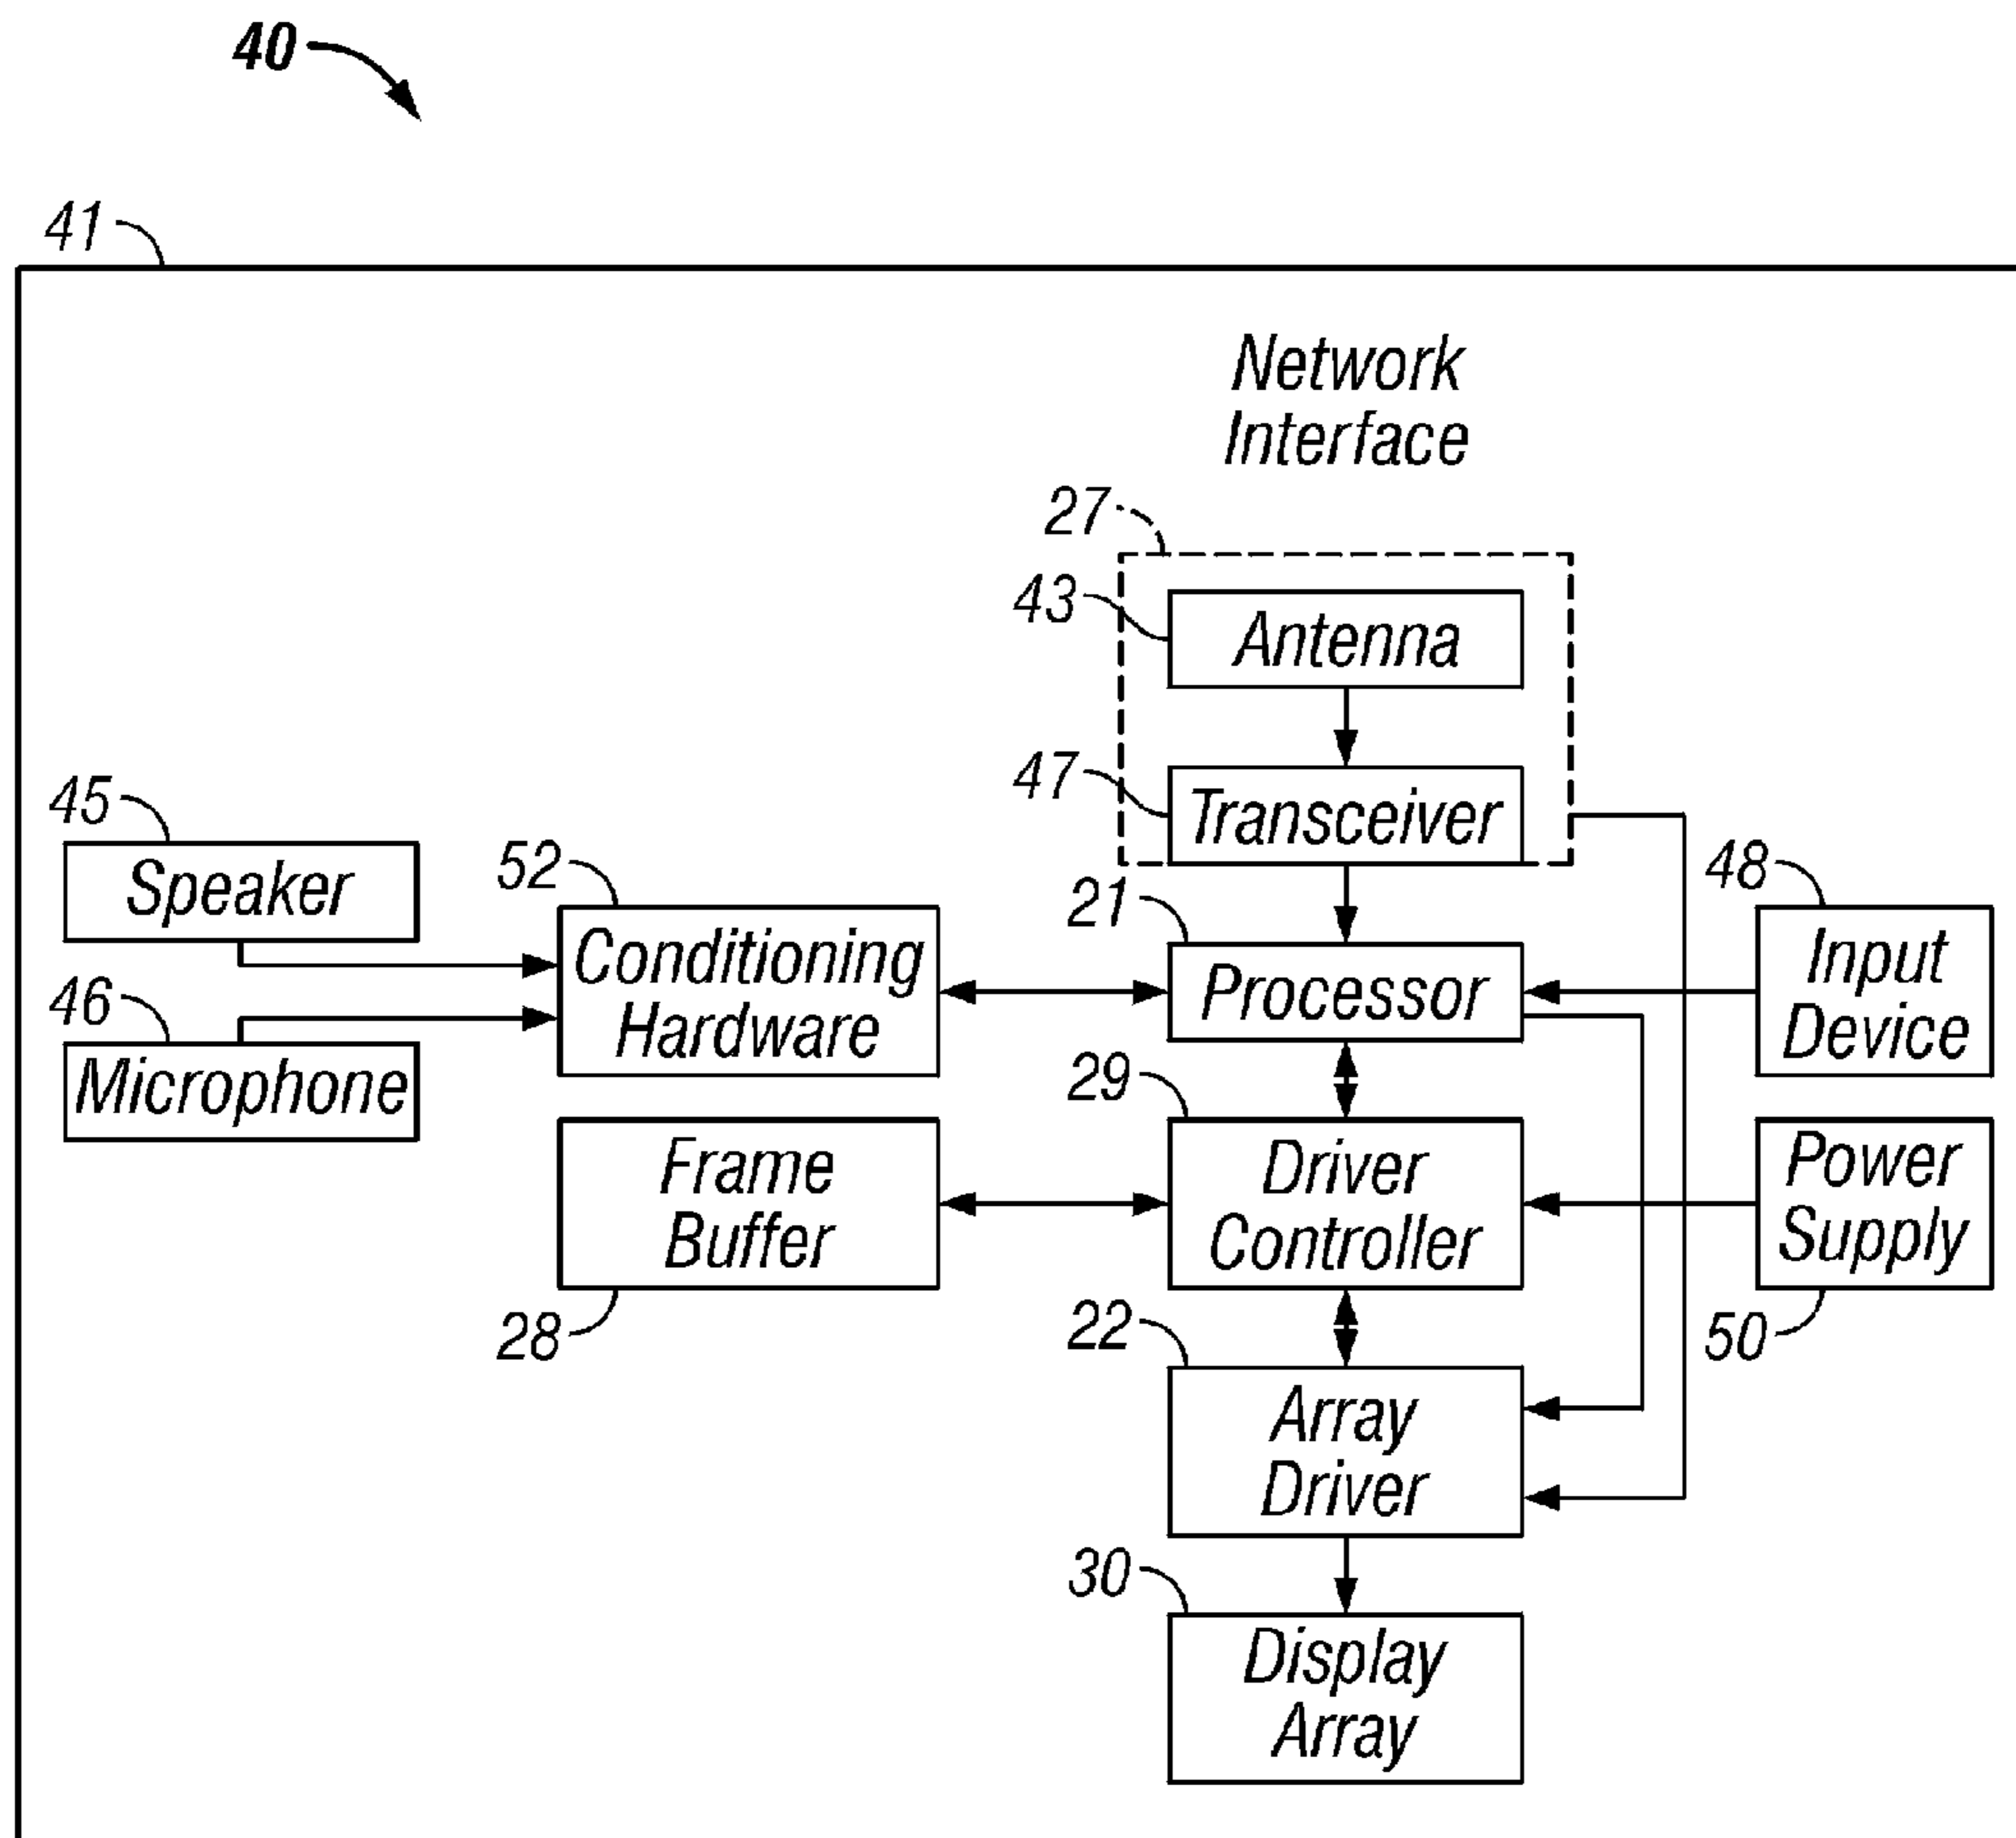 40
41
Network
Interface
27
43
Antenna
47
Transceiver
45
Speaker
52
Conditioning
Hardware
21
Processor
48
Input
Device
46
Microphone
29
Driver
Controller
Frame
Buffer
28
Power
Supply
50
22
Array
Driver
30
Display
Array